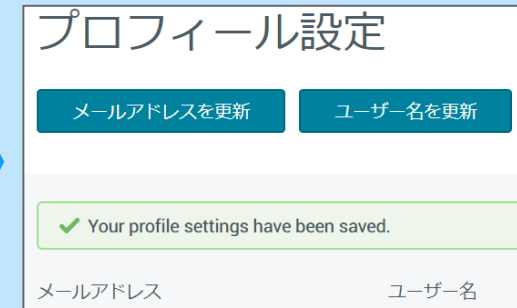 プロフィール設定
メールアドレスを更新
ユーザー名を更新
Your profile settings have been saved.
メールアドレス
ユーザー名